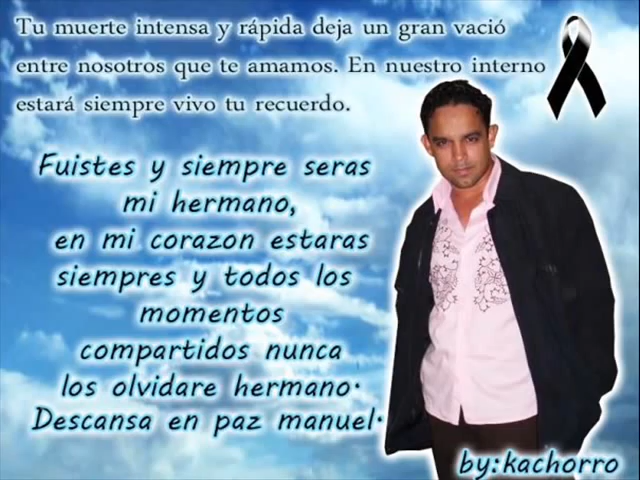 Tu muerte intensa y rápida deja un gran vació
entre nosotros que te amamos. En nuestro interno
estará siempre vivo tu recuerdo.
Fuistes y siempre seras
mi hermano,
en mi corazon estaras
siempres y todos los
momentos
compartidos nunca
los olvidare hermano.
Descansa en paz manuel.
by:kachorro